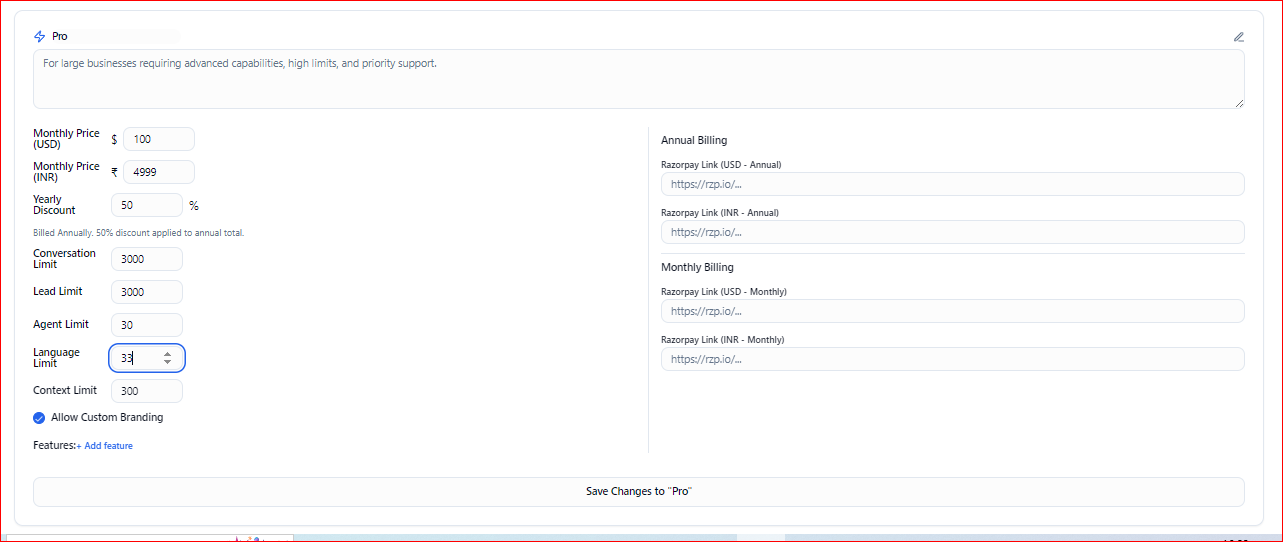 Pro
For large businesses requiring advanced capabilities, high limits, and priority support.
Monthly Price
(USD)
$
100
Monthly Price
(INR)
₹
4999
Yearly
Discount
50
%
Billed Annually. 50% discount applied to annual total.
Conversation
Limit
3000
Lead Limit
3000
Agent Limit
30
Language
Limit
33
Context Limit
300
Allow Custom Branding
Features:+ Add feature
Annual Billing
Razorpay Link (USD - Annual)
https://rzp.io/...
Razorpay Link (INR - Annual)
https://rzp.io/...
Monthly Billing
Razorpay Link (USD - Monthly)
https://rzp.io/...
Razorpay Link (INR - Monthly)
https://rzp.io/...
Save Changes to "Pro"